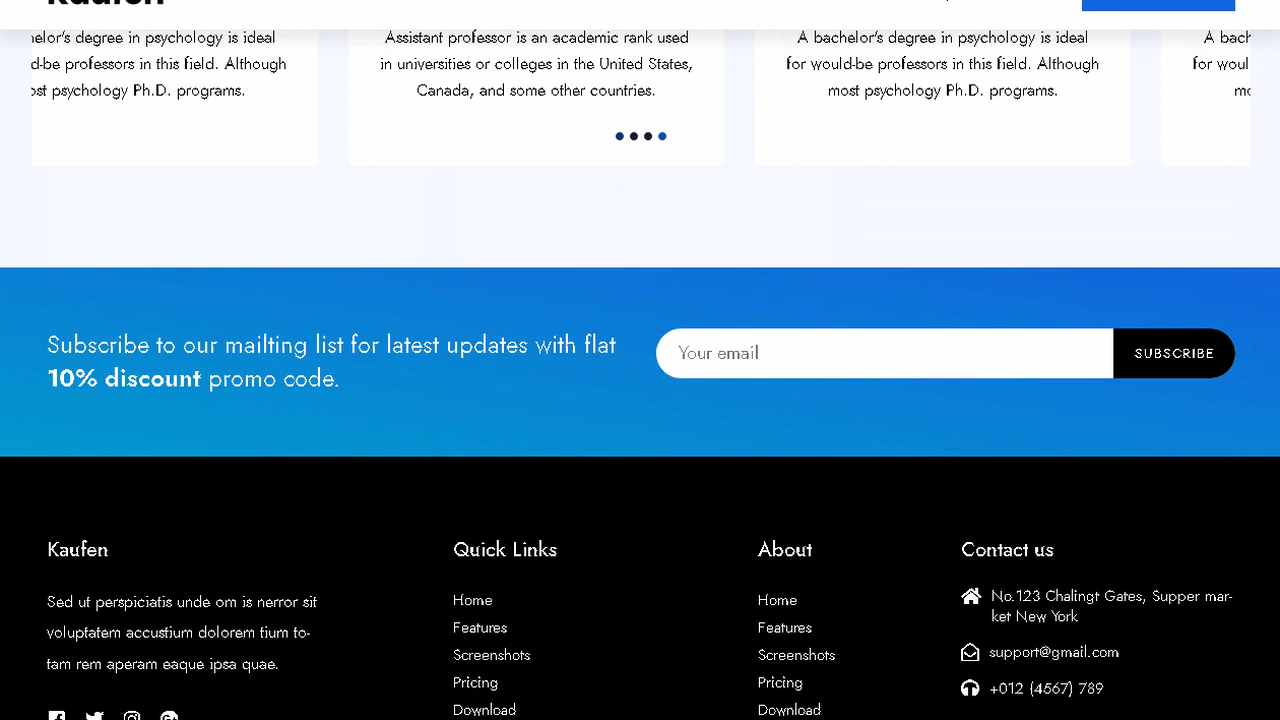 Kaufen
helor's degree in psychology is ideal
d-be professors in this field. Although
ost psychology Ph.D. programs.
Assistant professor is an academic rank used
in universities or colleges in the United States,
Canada, and some other countries.
A bachelor's degree in psychology is ideal
for would-be professors in this field. Although
most psychology Ph.D. programs.
A bach
for woul
mo
Subscribe to our mailing list for latest updates with flat
10% discount promo code.
Your email
SUBSCRIBE
Kaufen
Sed ut perspiciatis unde om is nerror sit
voluptatem accustium dolorem tium to-
tam rem aperam eaque ipsa quae.
Quick Links
Home
Features
Screenshots
Pricing
Download
About
Home
Features
Screenshots
Pricing
Download
Contact us
No.123 Chalingt Gates, Supper mar-
ket New York
support@gmail.com
+012 (4567) 789